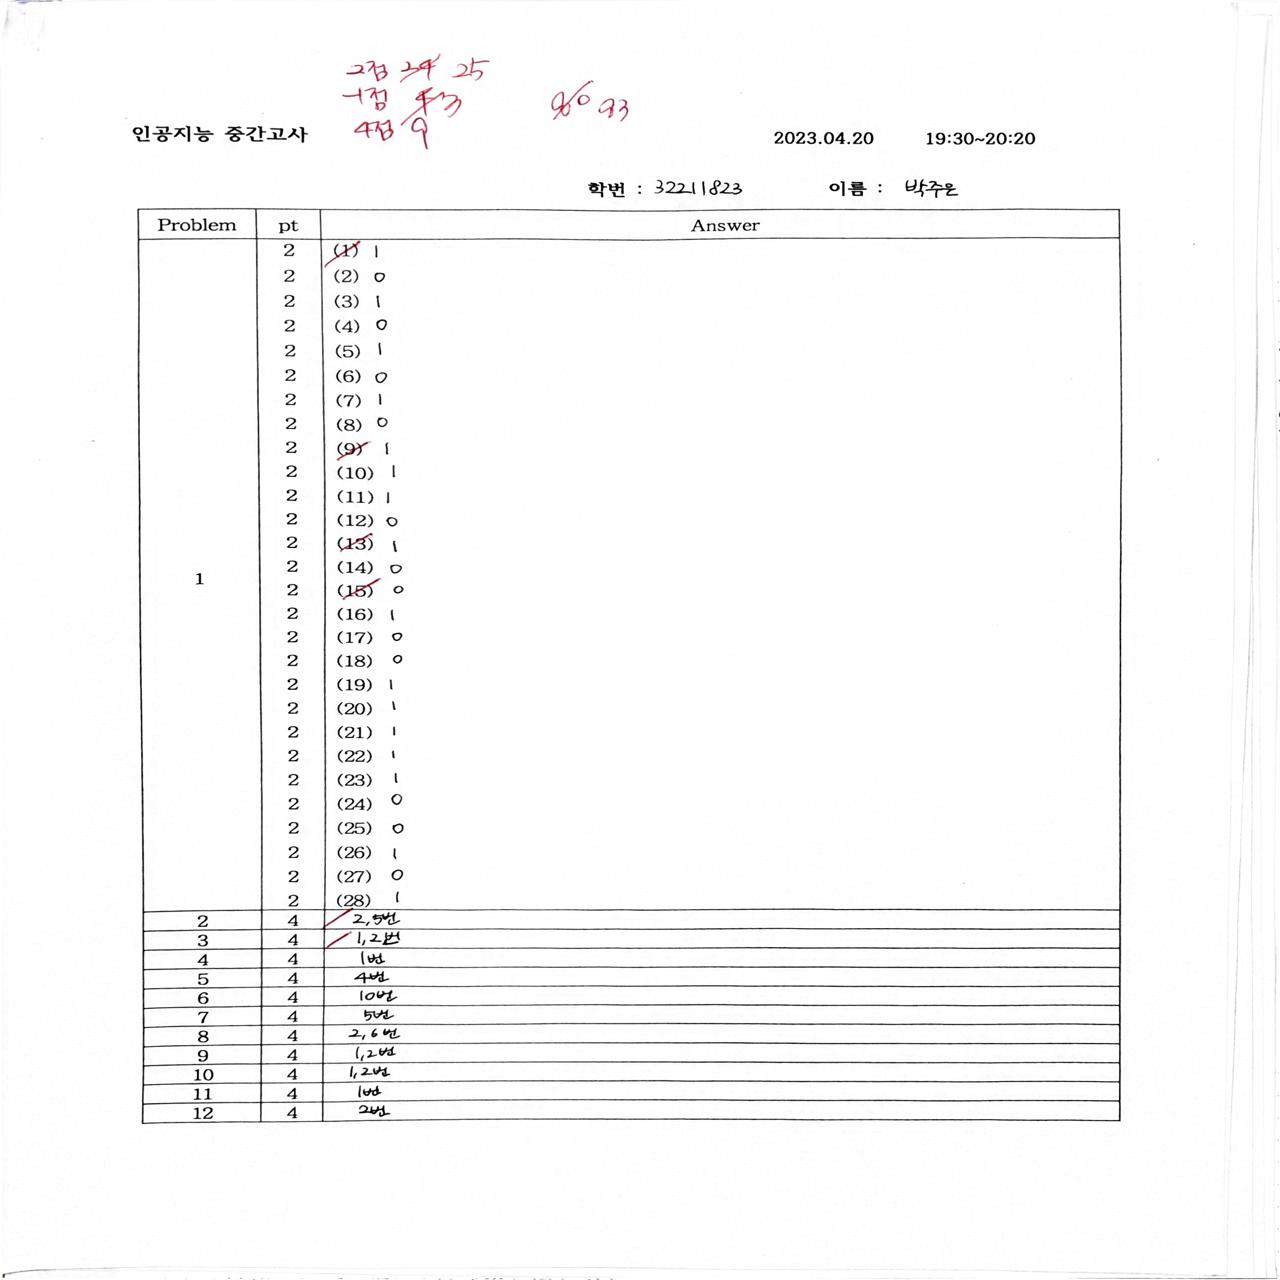 2점 24 25
-1점 4 3
90 93
4점 9
인공지능 중간고사
2023.04.20 19:30~20:20
학번 : 32211823 이름 : 박주은
Problem pt Answer
2 (1) 1
2 (2) 0
2 (3) 1
2 (4) 0
2 (5) 1
2 (6) 0
2 (7) 1
2 (8) 0
2 (9) 1
2 (10) 1
2 (11) 1
2 (12) 0
2 (13) 1
2 (14) 0
1 2 (15) 0
2 (16) 1
2 (17) 0
2 (18) 0
2 (19) 1
2 (20) 1
2 (21) 1
2 (22) 1
2 (23) 1
2 (24) 0
2 (25) 0
2 (26) 1
2 (27) 0
2 (28) 1
2 4 2,5번
3 4 1,2번
4 4 1번
5 4 4번
6 4 10번
7 4 5번
8 4 2,6번
9 4 1,2번
10 4 1,2번
11 4 1번
12 4 2번